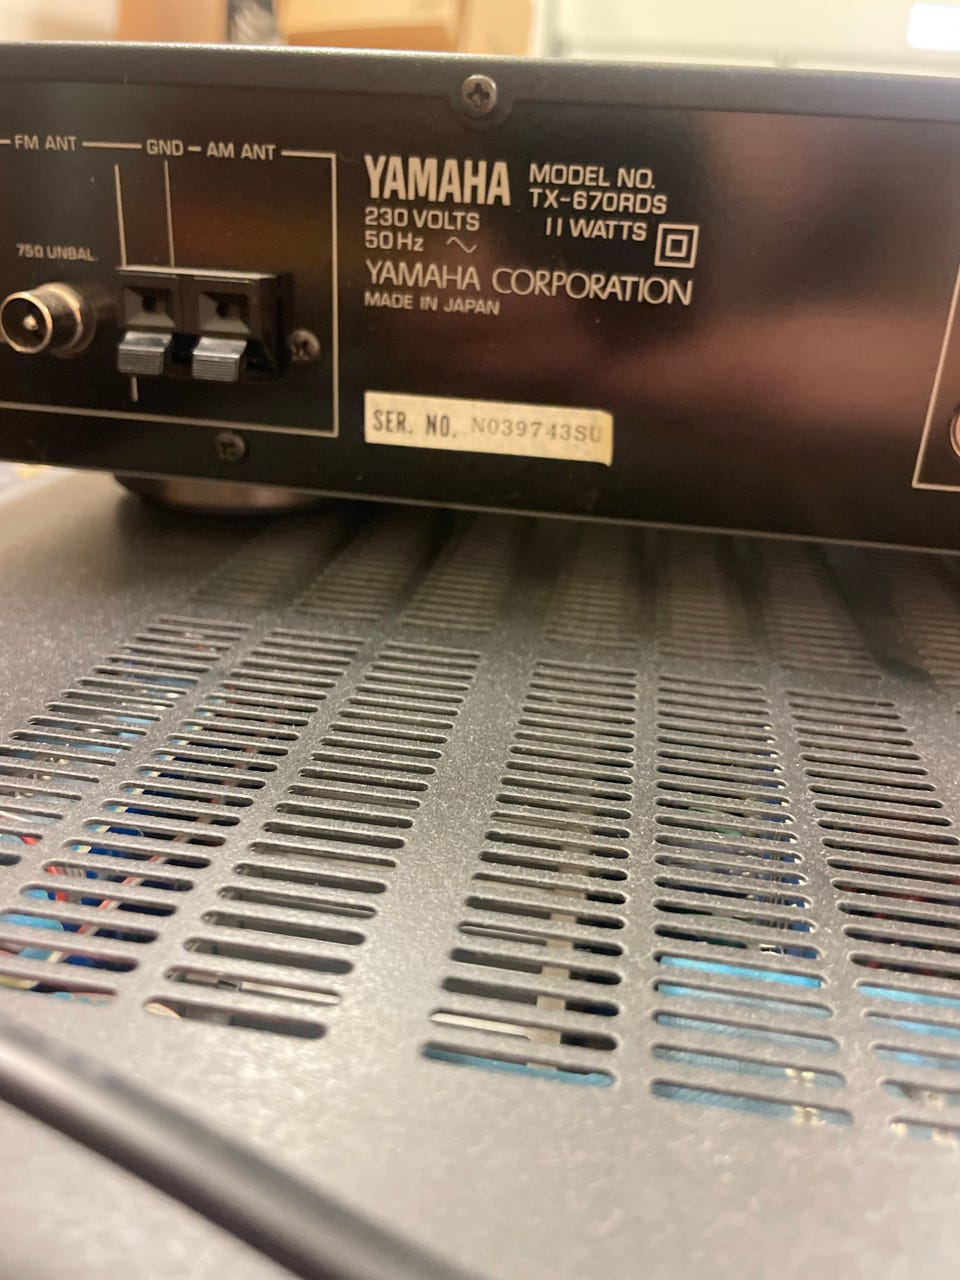 FM ANT
GND
AM ANT
75Ω UNBAL.
YAMAHA
MODEL NO.
TX-670RDS
230 VOLTS
11 WATTS
50Hz ~
YAMAHA CORPORATION
MADE IN JAPAN
SER. NO. N039743SU